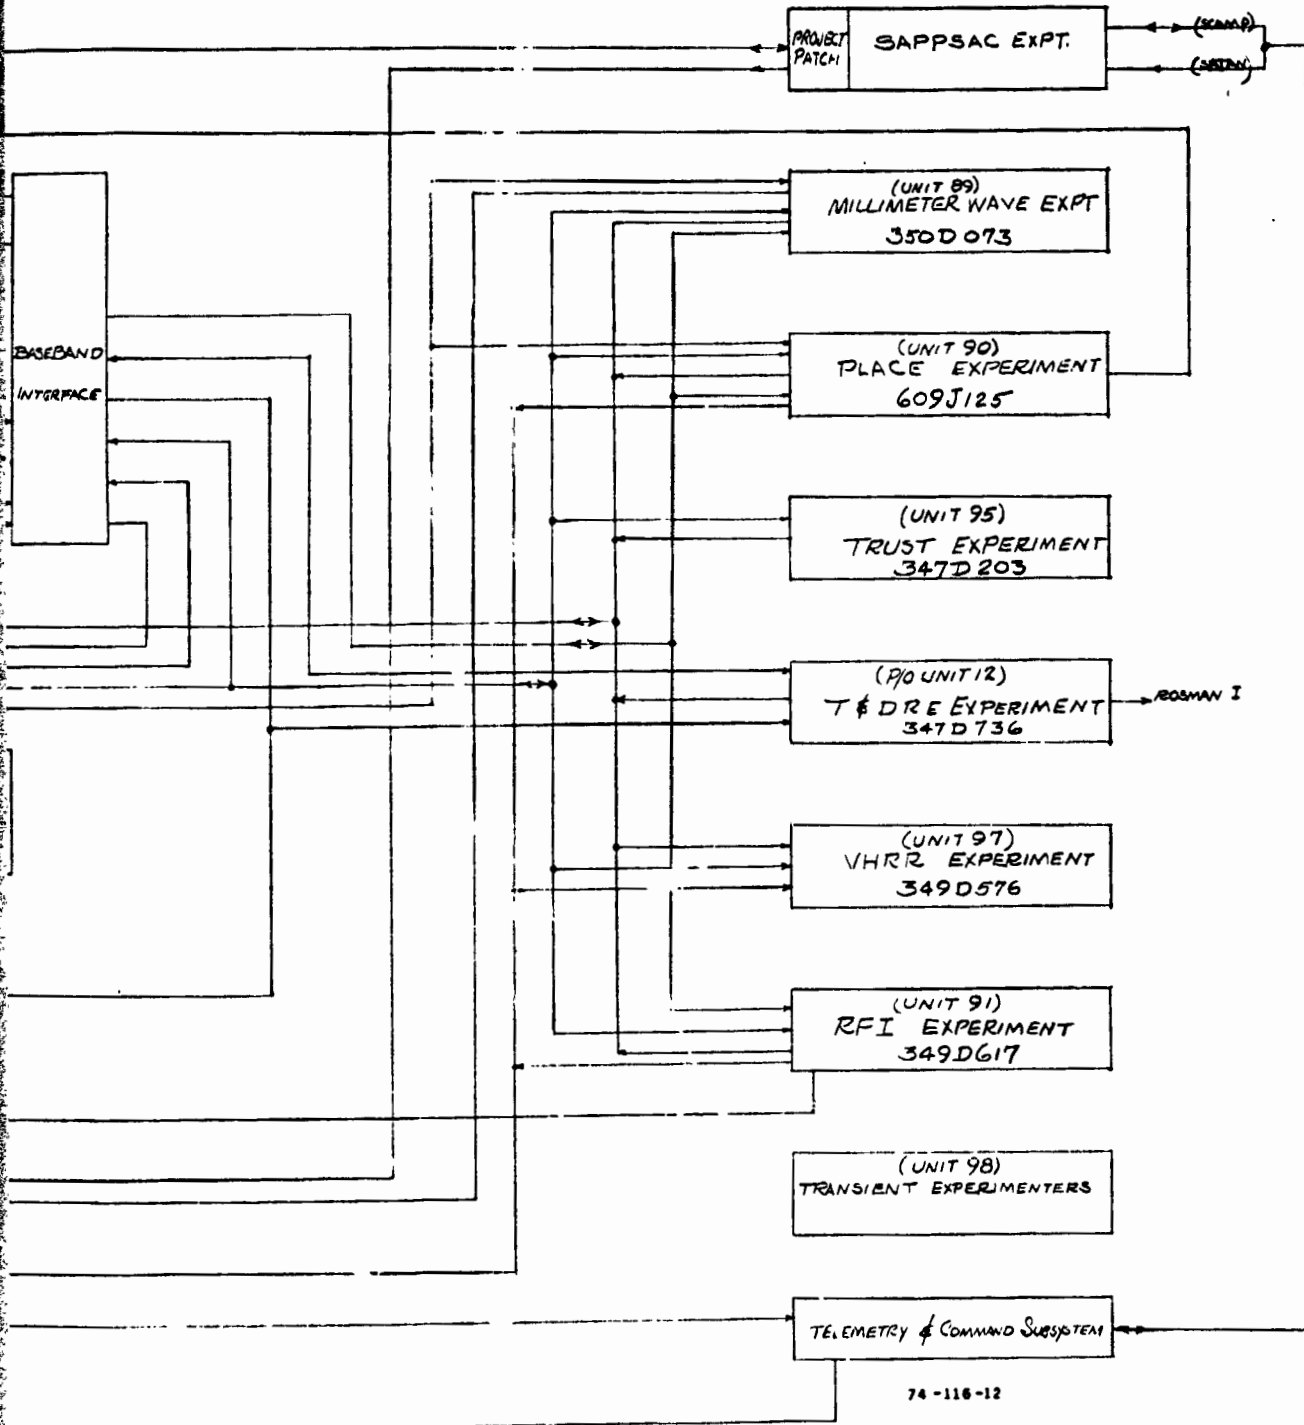 PROJECT
PATCH
SAPPSAC EXPT.
(SCAMP)
(SATAN)
(UNIT 89)
MILLIMETER WAVE EXPT
350D073
BASEBAND
INTERFACE
(UNIT 90)
PLACE EXPERIMENT
609J125
(UNIT 95)
TRUST EXPERIMENT
347D203
(P/O UNIT 12)
T & DRE EXPERIMENT
347D736
ROSMAN I
(UNIT 97)
VHRR EXPERIMENT
349D576
(UNIT 91)
RFI EXPERIMENT
349D617
(UNIT 98)
TRANSIENT EXPERIMENTERS
TELEMETRY & COMMAND SUBSYSTEM
74-116-12